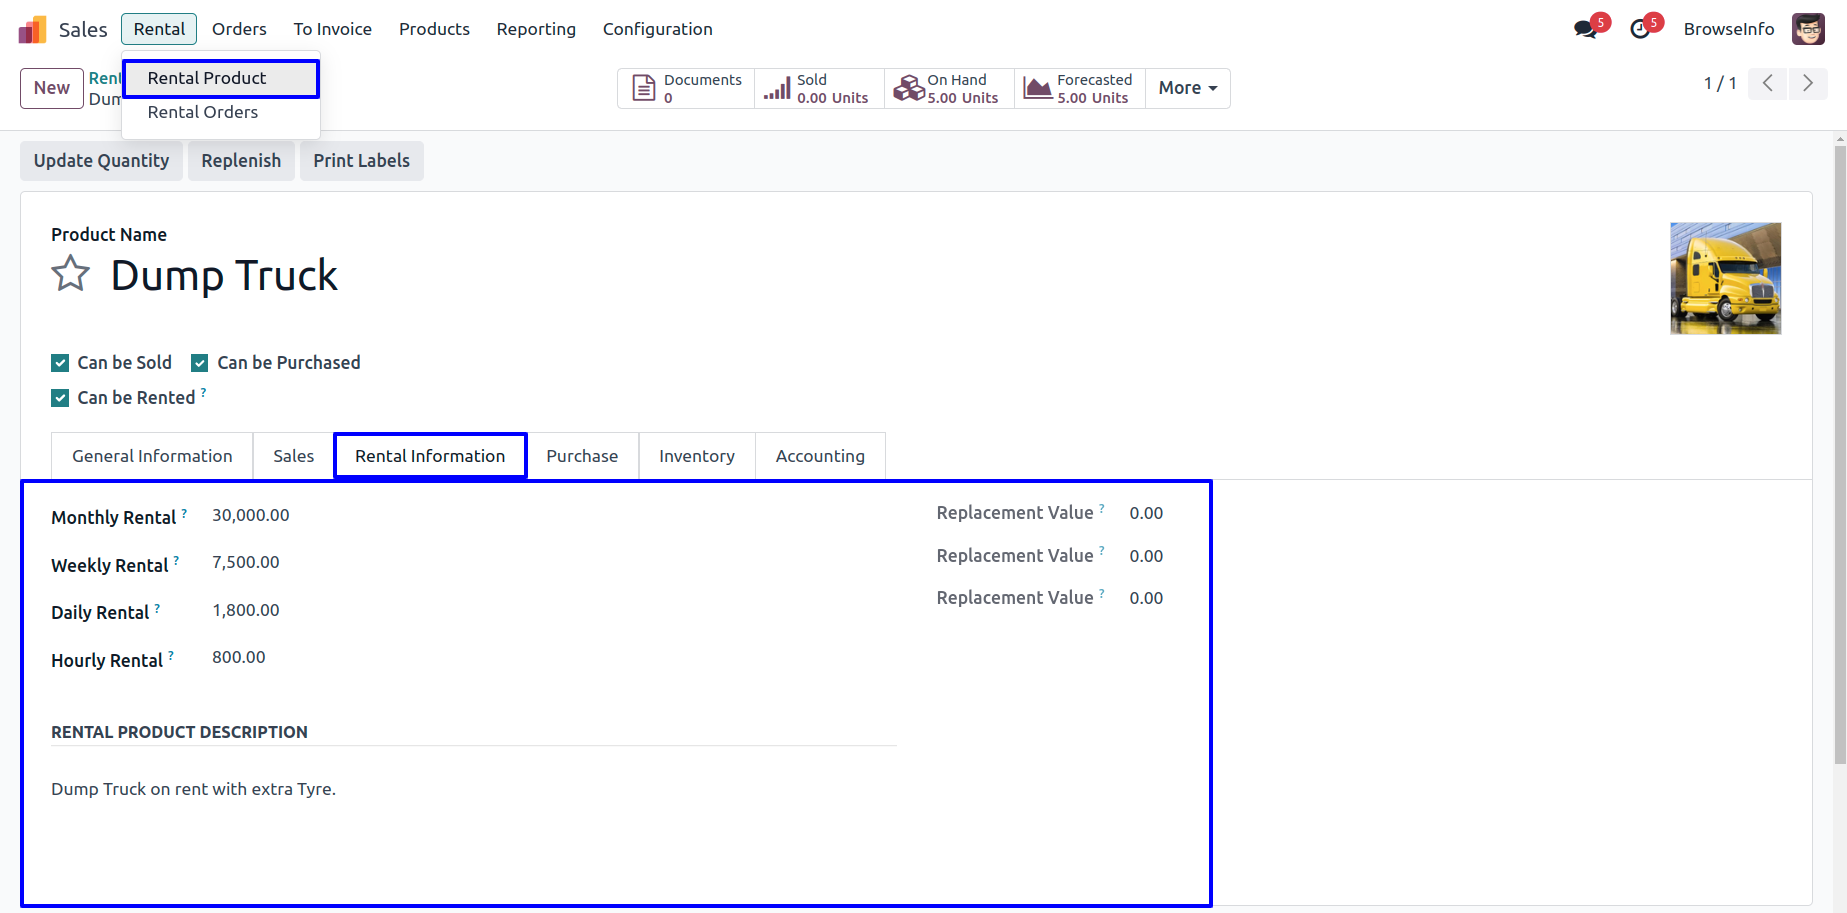 Sales Rental Orders To Invoice Products Reporting Configuration 5 5 BrowseInfo
Rental Product
Rental Orders
New
Documents 0
Sold 0.00 Units
On Hand 5.00 Units
Forecasted 5.00 Units
More
1 / 1
Update Quantity Replenish Print Labels
Product Name
Dump Truck
Can be Sold Can be Purchased
Can be Rented ?
General Information Sales Rental Information Purchase Inventory Accounting
Monthly Rental ? 30,000.00
Weekly Rental ? 7,500.00
Daily Rental ? 1,800.00
Hourly Rental ? 800.00
Replacement Value ? 0.00
Replacement Value ? 0.00
Replacement Value ? 0.00
RENTAL PRODUCT DESCRIPTION
Dump Truck on rent with extra Tyre.